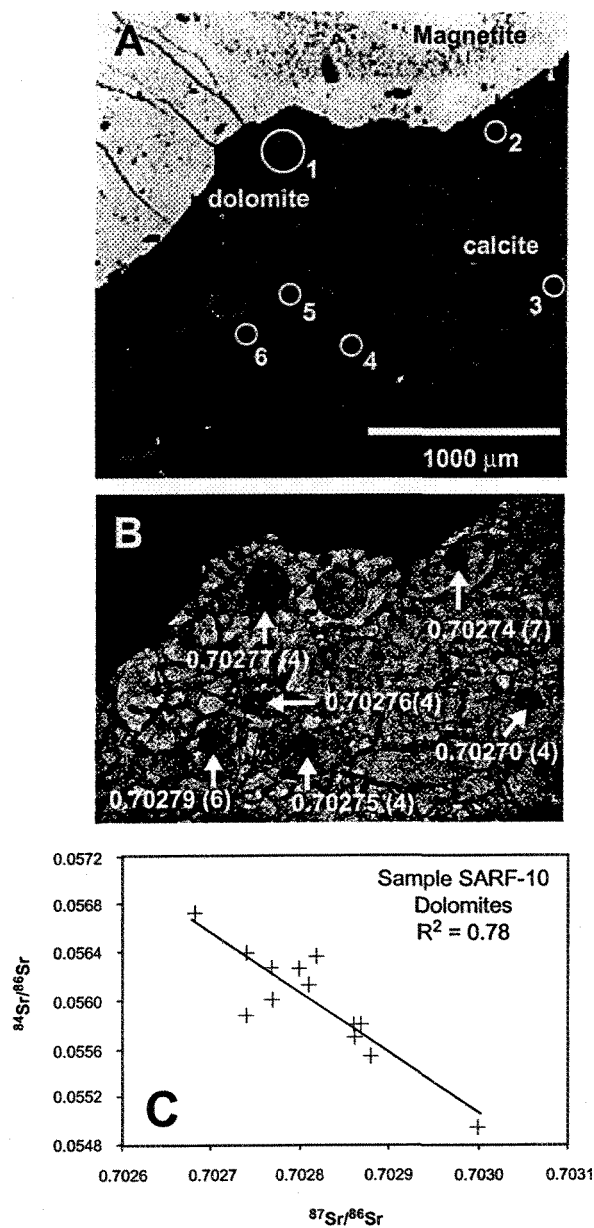 A
Magnetite
1
2
dolomite
calcite
5
3
6
4
1000 μm
B
0.70274 (7)
0.70277 (4)
0.70276(4)
0.70270 (4)
0.70279 (6)
0.70275 (4)
0.0572
Sample SARF-10
0.0568
Dolomites
R² = 0.78
0.0564
⁸⁴Sr/⁸⁶Sr
0.0560
0.0556
0.0552
C
0.0548
0.7026 0.7027 0.7028 0.7029 0.7030 0.7031
⁸⁷Sr/⁸⁶Sr